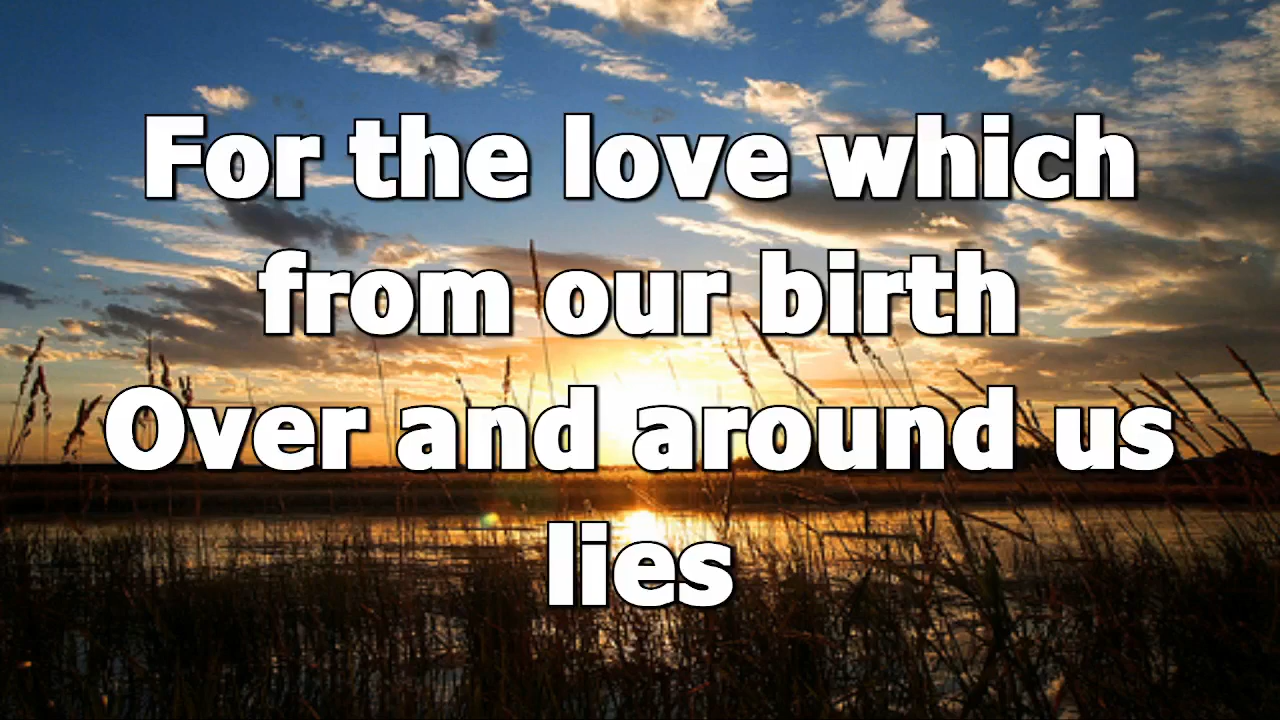 For the love which
from our birth
Over and around us
lies